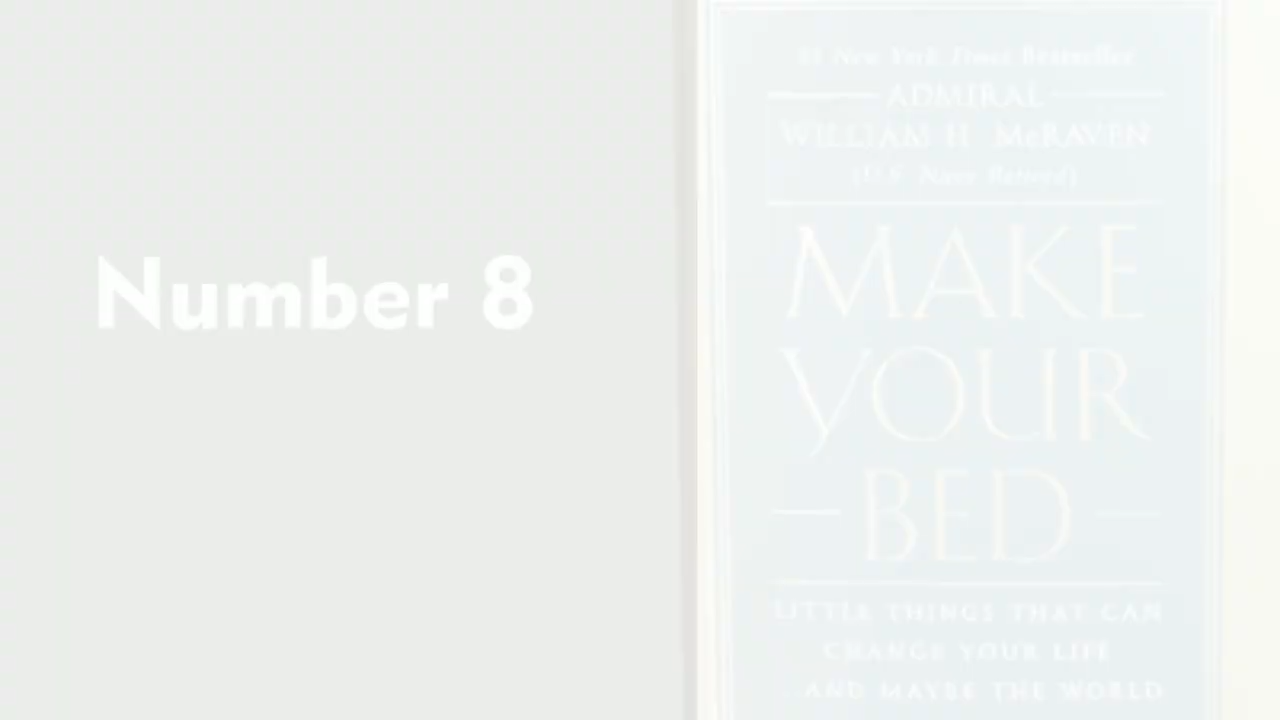 Number 8
#1 New York Times Bestseller
ADMIRAL
WILLIAM H. McRAVEN
(U.S. Navy Retired)
MAKE
YOUR
BED
LITTLE THINGS THAT CAN
CHANGE YOUR LIFE
...AND MAYBE THE WORLD